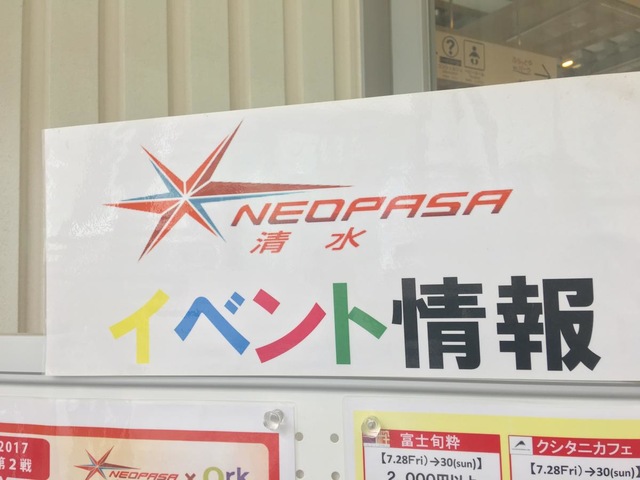 NEOPASA
清水
イベント情報
2017
第2戦
NEOPASA × Ork
富士旬粋
【7.28Fri）→30(sun)】
2,000円以上
クシタニカフェ
【7.28Fri）→30(sun)】